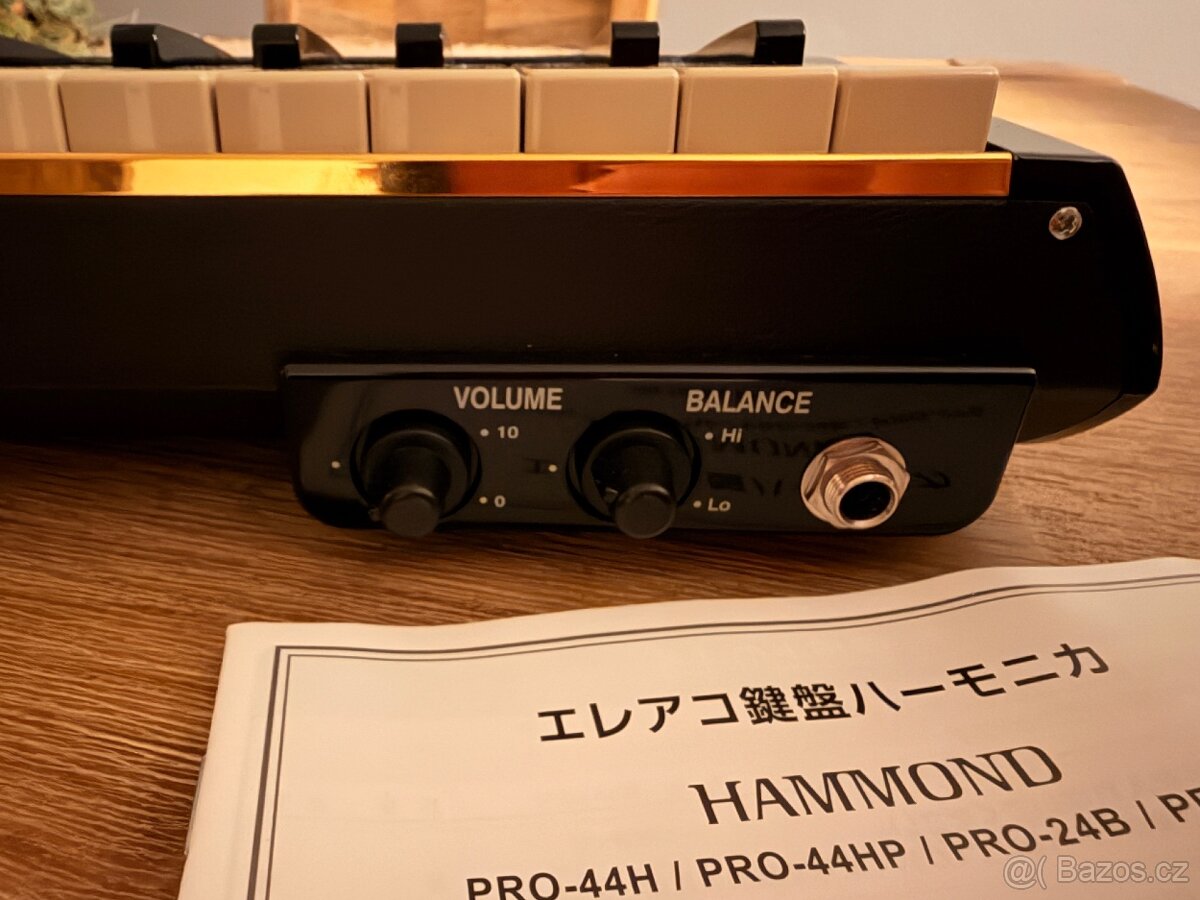 VOLUME BALANCE
• 10 • Hi
• 0 • Lo
エレアコ鍵盤ハーモニカ
HAMMOND
PRO-44H / PRO-44HP / PRO-24B /
@( Bazos.cz